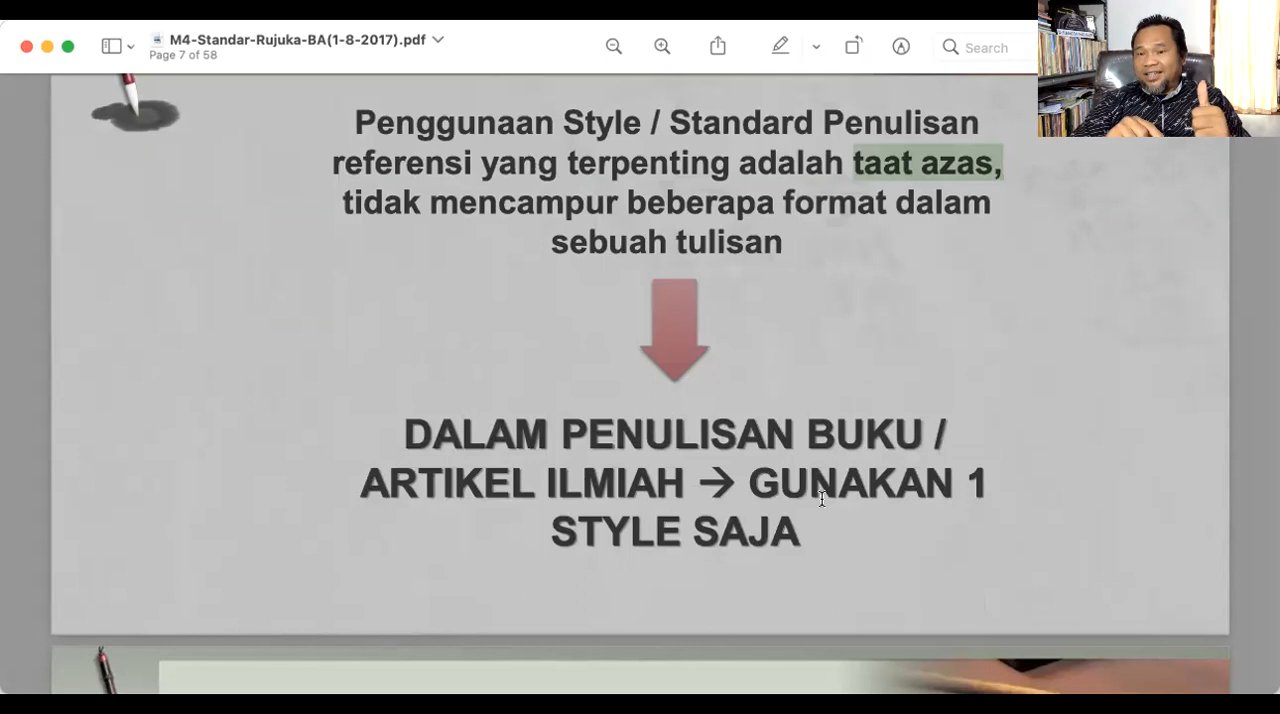 M4-Standar-Rujuka-BA(1-8-2017).pdf
Page 7 of 58
Search
Penggunaan Style / Standard Penulisan
referensi yang terpenting adalah taat azas,
tidak mencampur beberapa format dalam
sebuah tulisan
DALAM PENULISAN BUKU /
ARTIKEL ILMIAH → GUNAKAN 1
STYLE SAJA